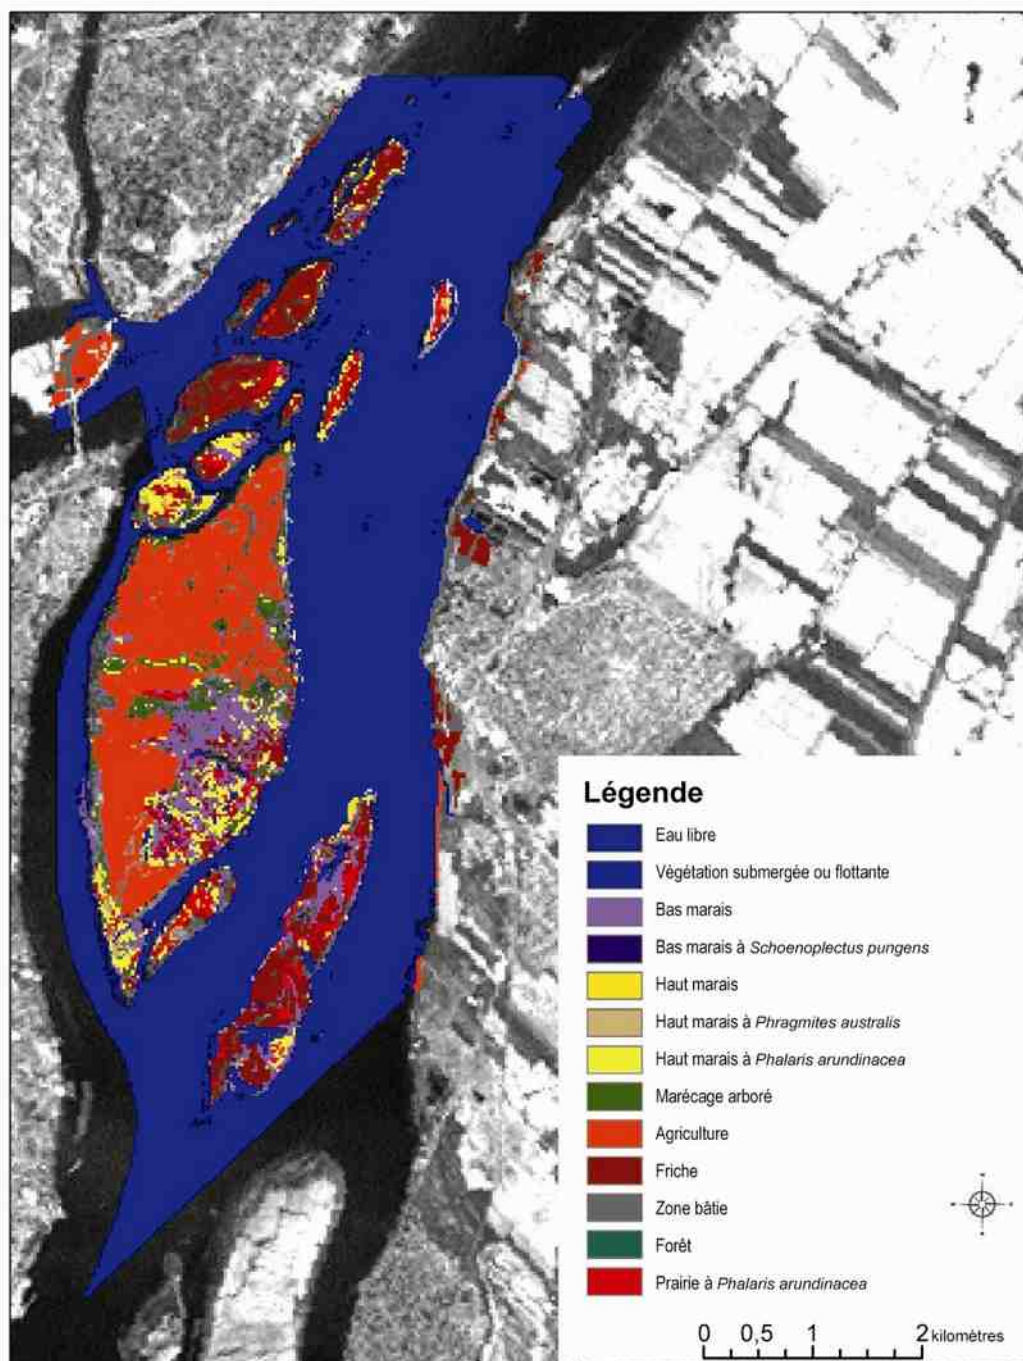 Légende
Eau libre
Végétation submergée ou flottante
Bas marais
Bas marais à Schoenoplectus pungens
Haut marais
Haut marais à Phragmites australis
Haut marais à Phalaris arundinacea
Marécage arboré
Agriculture
Friche
Zone bâtie
Forêt
Prairie à Phalaris arundinacea
0 0,5 1 2 kilomètres